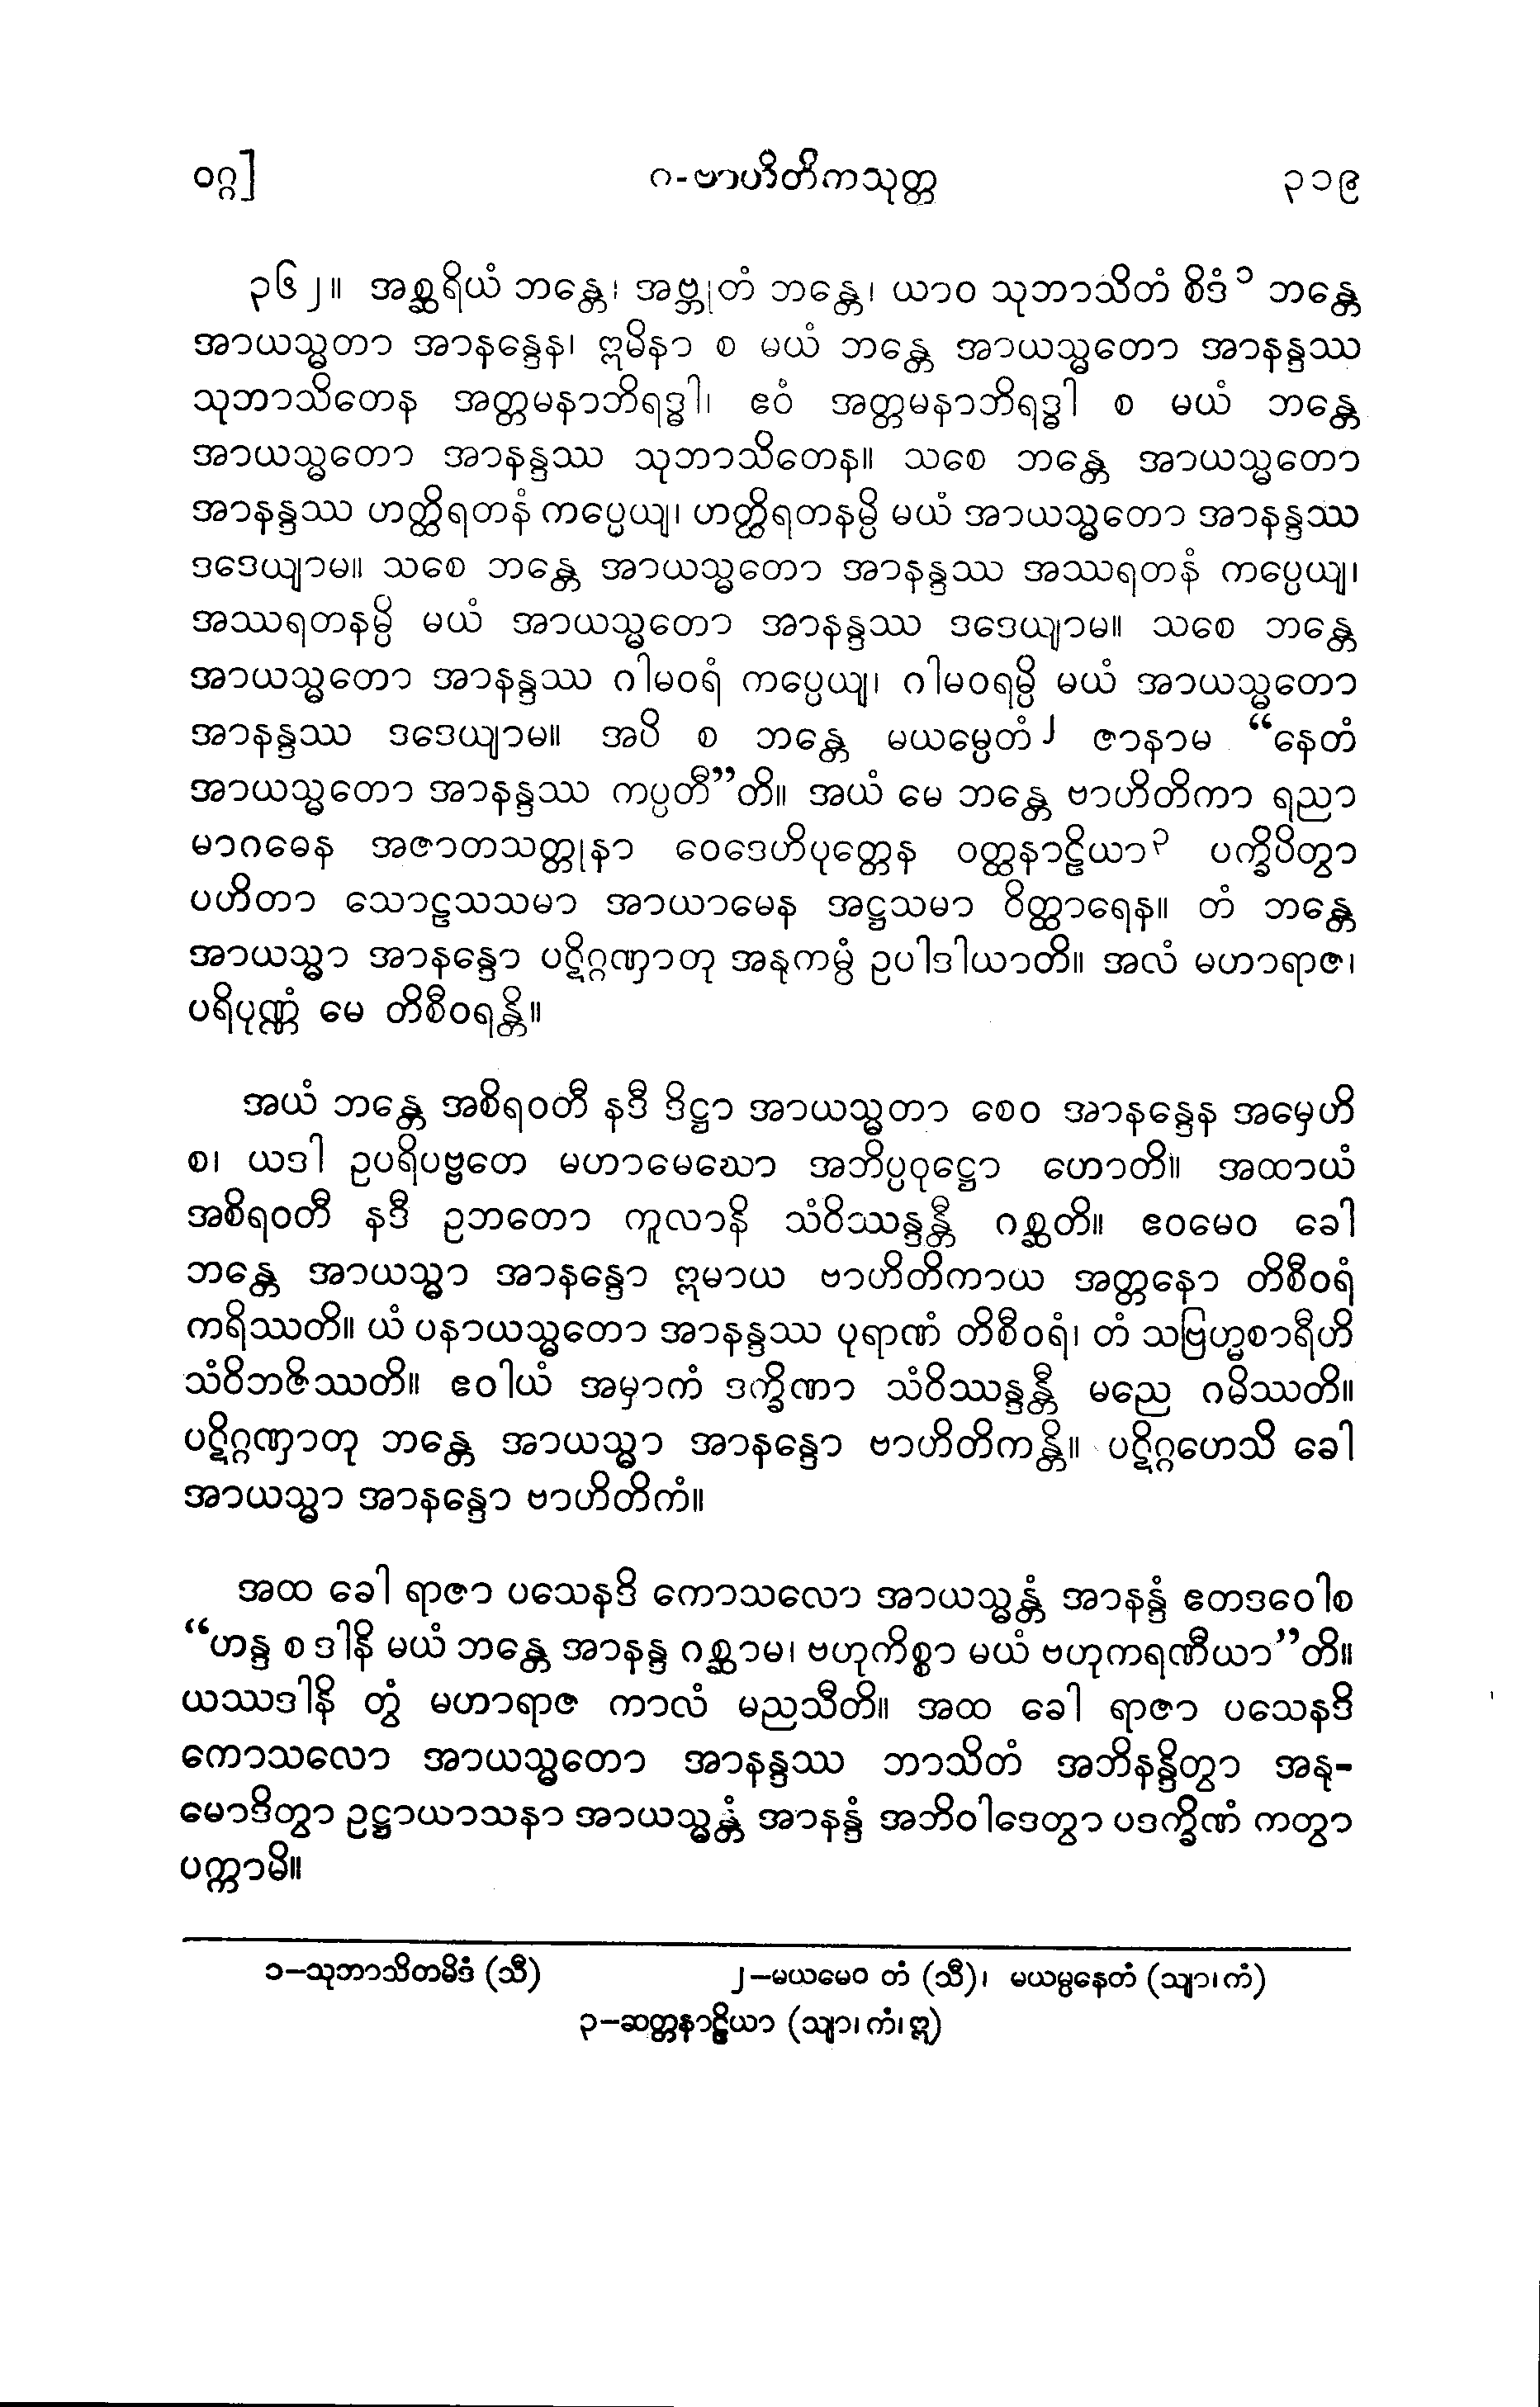 ဝဂ္ဂ] ဂ-ဗာဟိတိကသုတ္တ ၃၁၉
၃၆၂။ အစ္ဆရိယံ ဘန္တေ၊ အဗ္ဘုတံ ဘန္တေ၊ ယာဝ သုဘာသိတံ စိဒံ၁ ဘန္တေ
အာယသ္မတာ အာနန္ဒေန၊ ဣမိနာ စ မယံ ဘန္တေ အာယသ္မတော အာနန္ဒဿ
သုဘာသိတေန အတ္တမနာဘိရဒ္ဓါ၊ ဧဝံ အတ္တမနာဘိရဒ္ဓါ စ မယံ ဘန္တေ
အာယသ္မတော အာနန္ဒဿ သုဘာသိတေန။ သစေ ဘန္တေ အာယသ္မတော
အာနန္ဒဿ ဟတ္ထိရတနံ ကပ္ပေယျ၊ ဟတ္ထိရတနမ္ပိ မယံ အာယသ္မတော အာနန္ဒဿ
ဒဒေယျာမ။ သစေ ဘန္တေ အာယသ္မတော အာနန္ဒဿ အဿရတနံ ကပ္ပေယျ၊
အဿရတနမ္ပိ မယံ အာယသ္မတော အာနန္ဒဿ ဒဒေယျာမ။ သစေ ဘန္တေ
အာယသ္မတော အာနန္ဒဿ ဂါမဝရံ ကပ္ပေယျ၊ ဂါမဝရမ္ပိ မယံ အာယသ္မတော
အာနန္ဒဿ ဒဒေယျာမ။ အပိ စ ဘန္တေ မယမ္ပေတံ၂ ဇာနာမ “နေတံ
အာယသ္မတော အာနန္ဒဿ ကပ္ပတီ”တိ။ အယံ မေ ဘန္တေ ဗာဟိတိကာ ရညာ
မာဂဓေန အဇာတသတ္တုနာ ဝေဒေဟိပုတ္တေန ဝတ္ထနာဠိယာ၃ ပက္ခိပိတွာ
ပဟိတာ သောဠသသမာ အာယာမေန အဋ္ဌသမာ ဝိတ္ထာရေန။ တံ ဘန္တေ
အာယသ္မာ အာနန္ဒော ပဋိဂ္ဂဏှာတု အနုကမ္ပံ ဥပါဒါယာတိ။ အလံ မဟာရာဇ၊
ပရိပုဏ္ဏံ မေ တိစီဝရန္တိ။
အယံ ဘန္တေ အစိရဝတီ နဒီ ဒိဋ္ဌာ အာယသ္မတာ စေဝ အာနန္ဒေန အမှေဟိ
စ၊ ယဒါ ဥပရိပဗ္ဗတေ မဟာမေဃော အဘိပ္ပဝုဋ္ဌော ဟောတိ။ အထာယံ
အစိရဝတီ နဒီ ဥဘတော ကူလာနိ သံဝိဿန္ဒန္တီ ဂစ္ဆတိ။ ဧဝမေဝ ခေါ
ဘန္တေ အာယသ္မာ အာနန္ဒော ဣမာယ ဗာဟိတိကာယ အတ္တနော တိစီဝရံ
ကရိဿတိ။ ယံ ပနာယသ္မတော အာနန္ဒဿ ပုရာဏံ တိစီဝရံ၊ တံ သဗြဟ္မစာရီဟိ
သံဝိဘဇိဿတိ။ ဧဝါယံ အမှာကံ ဒက္ခိဏာ သံဝိဿန္ဒန္တီ မညေ ဂမိဿတိ။
ပဋိဂ္ဂဏှာတု ဘန္တေ အာယသ္မာ အာနန္ဒော ဗာဟိတိကန္တိ။ ပဋိဂ္ဂဟေသိ ခေါ
အာယသ္မာ အာနန္ဒော ဗာဟိတိကံ။
အထ ခေါ ရာဇာ ပသေနဒိ ကောသလော အာယသ္မန္တံ အာနန္ဒံ ဧတဒဝေါစ
“ဟန္ဒ စ ဒါနိ မယံ ဘန္တေ အာနန္ဒ ဂစ္ဆာမ၊ ဗဟုကိစ္စာ မယံ ဗဟုကရဏီယာ”တိ။
ယဿဒါနိ တွံ မဟာရာဇ ကာလံ မညသီတိ။ အထ ခေါ ရာဇာ ပသေနဒိ
ကောသလော အာယသ္မတော အာနန္ဒဿ ဘာသိတံ အဘိနန္ဒိတွာ အနု-
မောဒိတွာ ဥဋ္ဌာယာသနာ အာယသ္မန္တံ အာနန္ဒံ အဘိဝါဒေတွာ ပဒက္ခိဏံ ကတွာ
ပက္ကာမိ။
၁–သုဘာသိတမိဒံ (သီ) ၂–မယမေဝ တံ (သီ)၊ မယမ္ပနေတံ (သျာ၊ ကံ)
၃–ဆတ္တနာဠိယာ (သျာ၊ ကံ၊ ဣ)